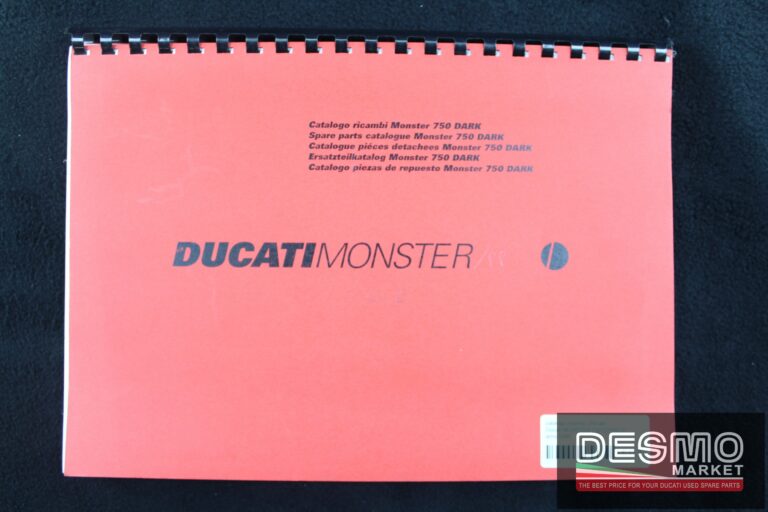 Catalogo ricambi Monster 750 DARK
Spare parts catalogue Monster 750 DARK
Catalogue piéces detachees Monster 750 DARK
Ersatzteilkatalog Monster 750 DARK
Catalogo piezas de repuesto Monster 750 DARK
DUCATIMONSTER
DESMO
MARKET
THE BEST PRICE FOR YOUR DUCATI USED SPARE PARTS